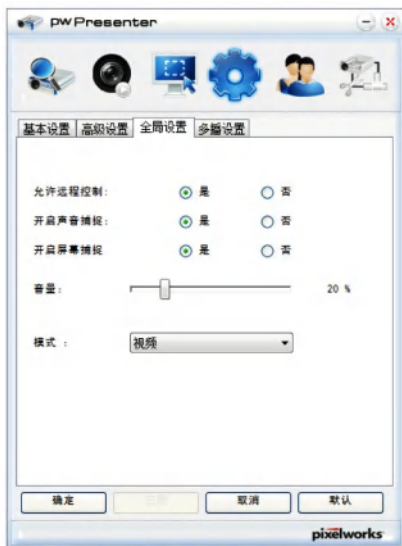 pwPresenter
基本设置 高级设置 全局设置 多播设置
允许远程控制: 是 否
开启声音捕捉: 是 否
开启屏幕捕捉 是 否
音量: 20 %
模式 : 视频
确定 取消 默认
pixelworks